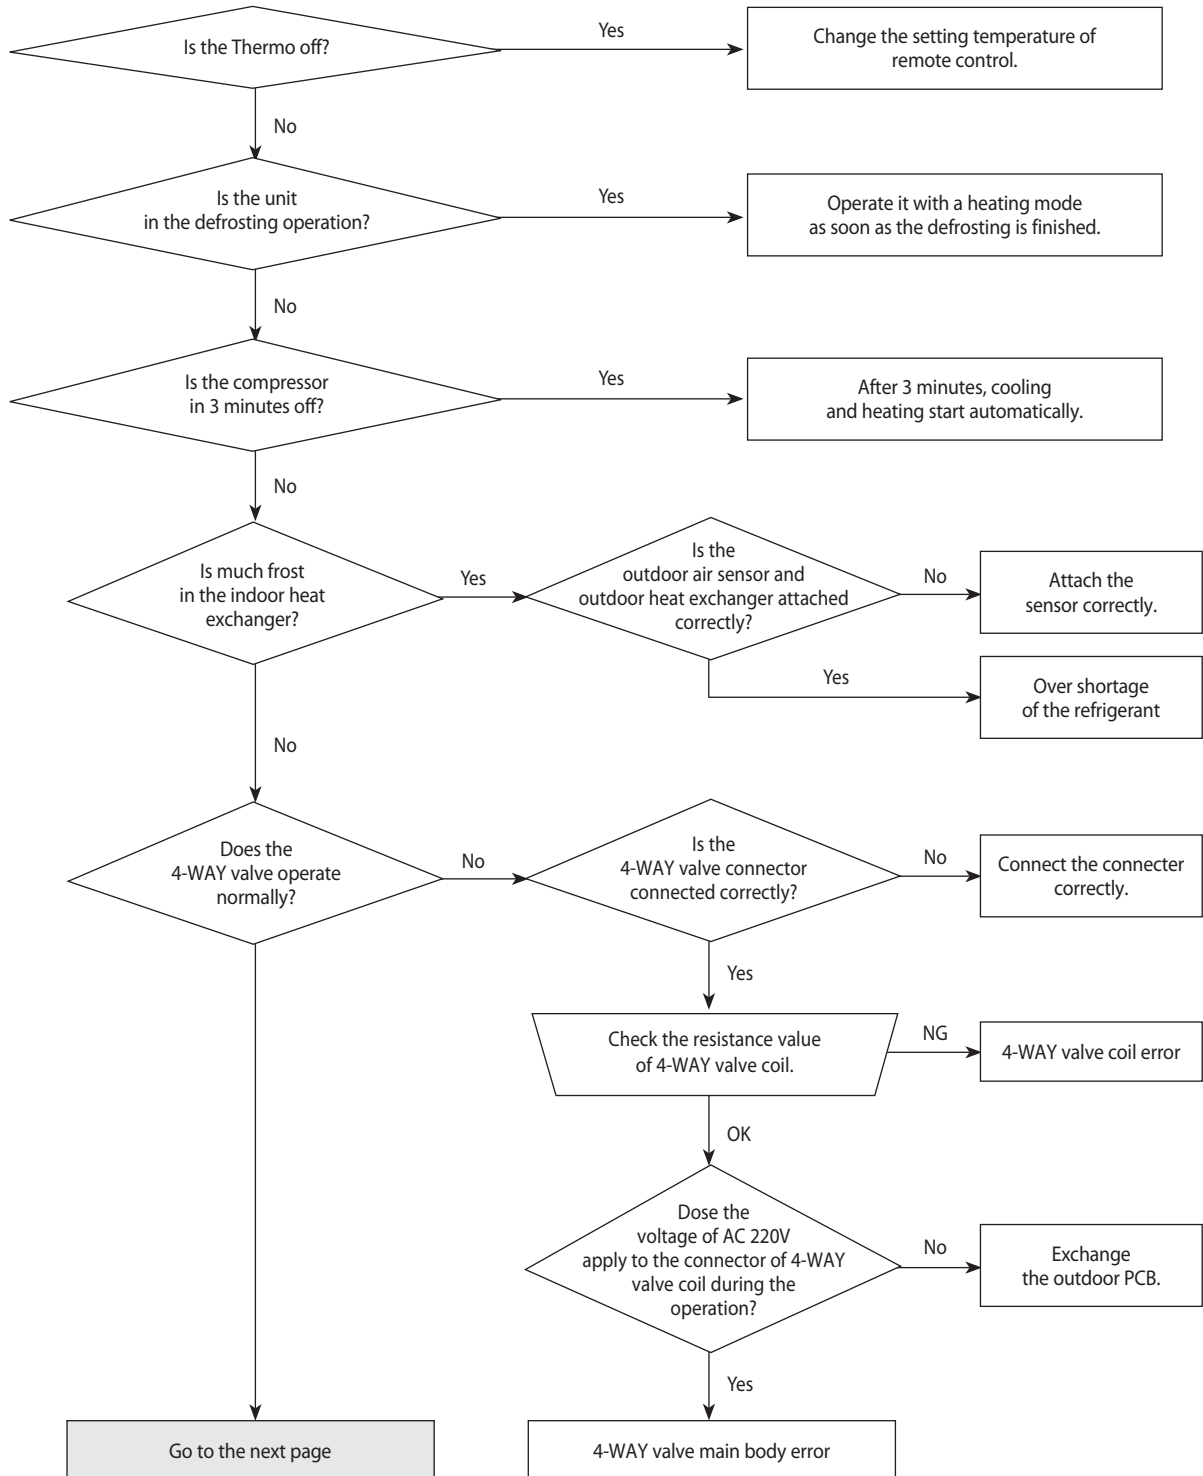 Is the Thermo off?
Yes
Change the setting temperature of
remote control.
No
Is the unit
in the defrosting operation?
Yes
Operate it with a heating mode
as soon as the defrosting is finished.
No
Is the compressor
in 3 minutes off?
Yes
After 3 minutes, cooling
and heating start automatically.
No
Is much frost
in the indoor heat
exchanger?
Yes
Is the
outdoor air sensor and
outdoor heat exchanger attached
correctly?
No
Attach the
sensor correctly.
Yes
Over shortage
of the refrigerant
No
Does the
4-WAY valve operate
normally?
No
Is the
4-WAY valve connector
connected correctly?
No
Connect the connecter
correctly.
Yes
Check the resistance value
of 4-WAY valve coil.
NG
4-WAY valve coil error
OK
Dose the
voltage of AC 220V
apply to the connector of 4-WAY
valve coil during the
operation?
No
Exchange
the outdoor PCB.
Yes
Go to the next page
4-WAY valve main body error